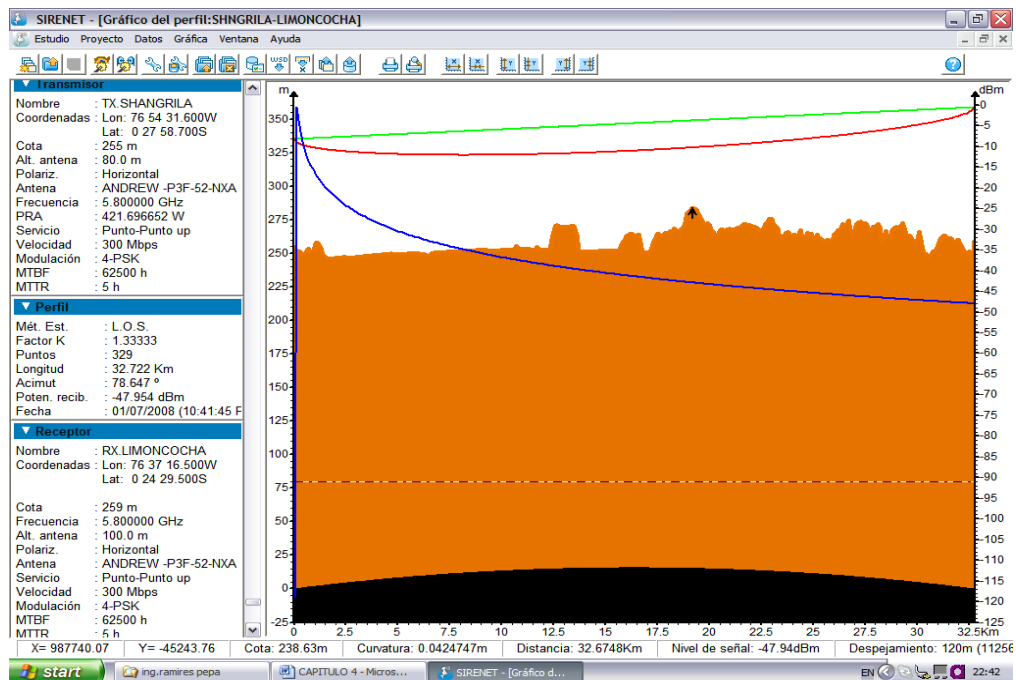 SIRENET - [Gráfico del perfil:SHNGRILA-LIMONCOCHA]
Estudio Proyecto Datos Gráfica Ventana Ayuda
Transmisor
Nombre : TX.SHANGRILA
Coordenadas : Lon: 76 54 31.600W
Lat: 0 27 58.700S
Cota : 255 m
Alt. antena : 80.0 m
Polariz. : Horizontal
Antena : ANDREW -P3F-52-NXA
Frecuencia : 5.800000 GHz
PRA : 421.696652 W
Servicio : Punto-Punto up
Velocidad : 300 Mbps
Modulación : 4-PSK
MTBF : 62500 h
MTTR : 5 h
Perfil
Mét. Est. : L.O.S.
Factor K : 1.33333
Puntos : 329
Longitud : 32.722 Km
Acimut : 78.647 º
Poten. recib. : -47.954 dBm
Fecha : 01/07/2008 (10:41:45 F
Receptor
Nombre : RX.LIMONCOCHA
Coordenadas : Lon: 76 37 16.500W
Lat: 0 24 29.500S
Cota : 259 m
Frecuencia : 5.800000 GHz
Alt. antena : 100.0 m
Polariz. : Horizontal
Antena : ANDREW -P3F-52-NXA
Servicio : Punto-Punto up
Velocidad : 300 Mbps
Modulación : 4-PSK
MTBF : 62500 h
MTTR : 5 h
m
350
325
300
275
250
225
200
175
150
125
100
75
50
25
0
-25
dBm
0
-5
-10
-15
-20
-25
-30
-35
-40
-45
-50
-55
-60
-65
-70
-75
-80
-85
-90
-95
-100
-105
-110
-115
-120
-125
0 2.5 5 7.5 10 12.5 15 17.5 20 22.5 25 27.5 30 32.5Km
X= 987740.07 Y= -45243.76 Cota: 238.63m Curvatura: 0.0424747m Distancia: 32.6748Km Nivel de señal: -47.94dBm Despejamiento: 120m (11256
start ing.ramires pepa CAPITULO 4 - Micros... SIRENET - [Gráfico d... EN 22:42